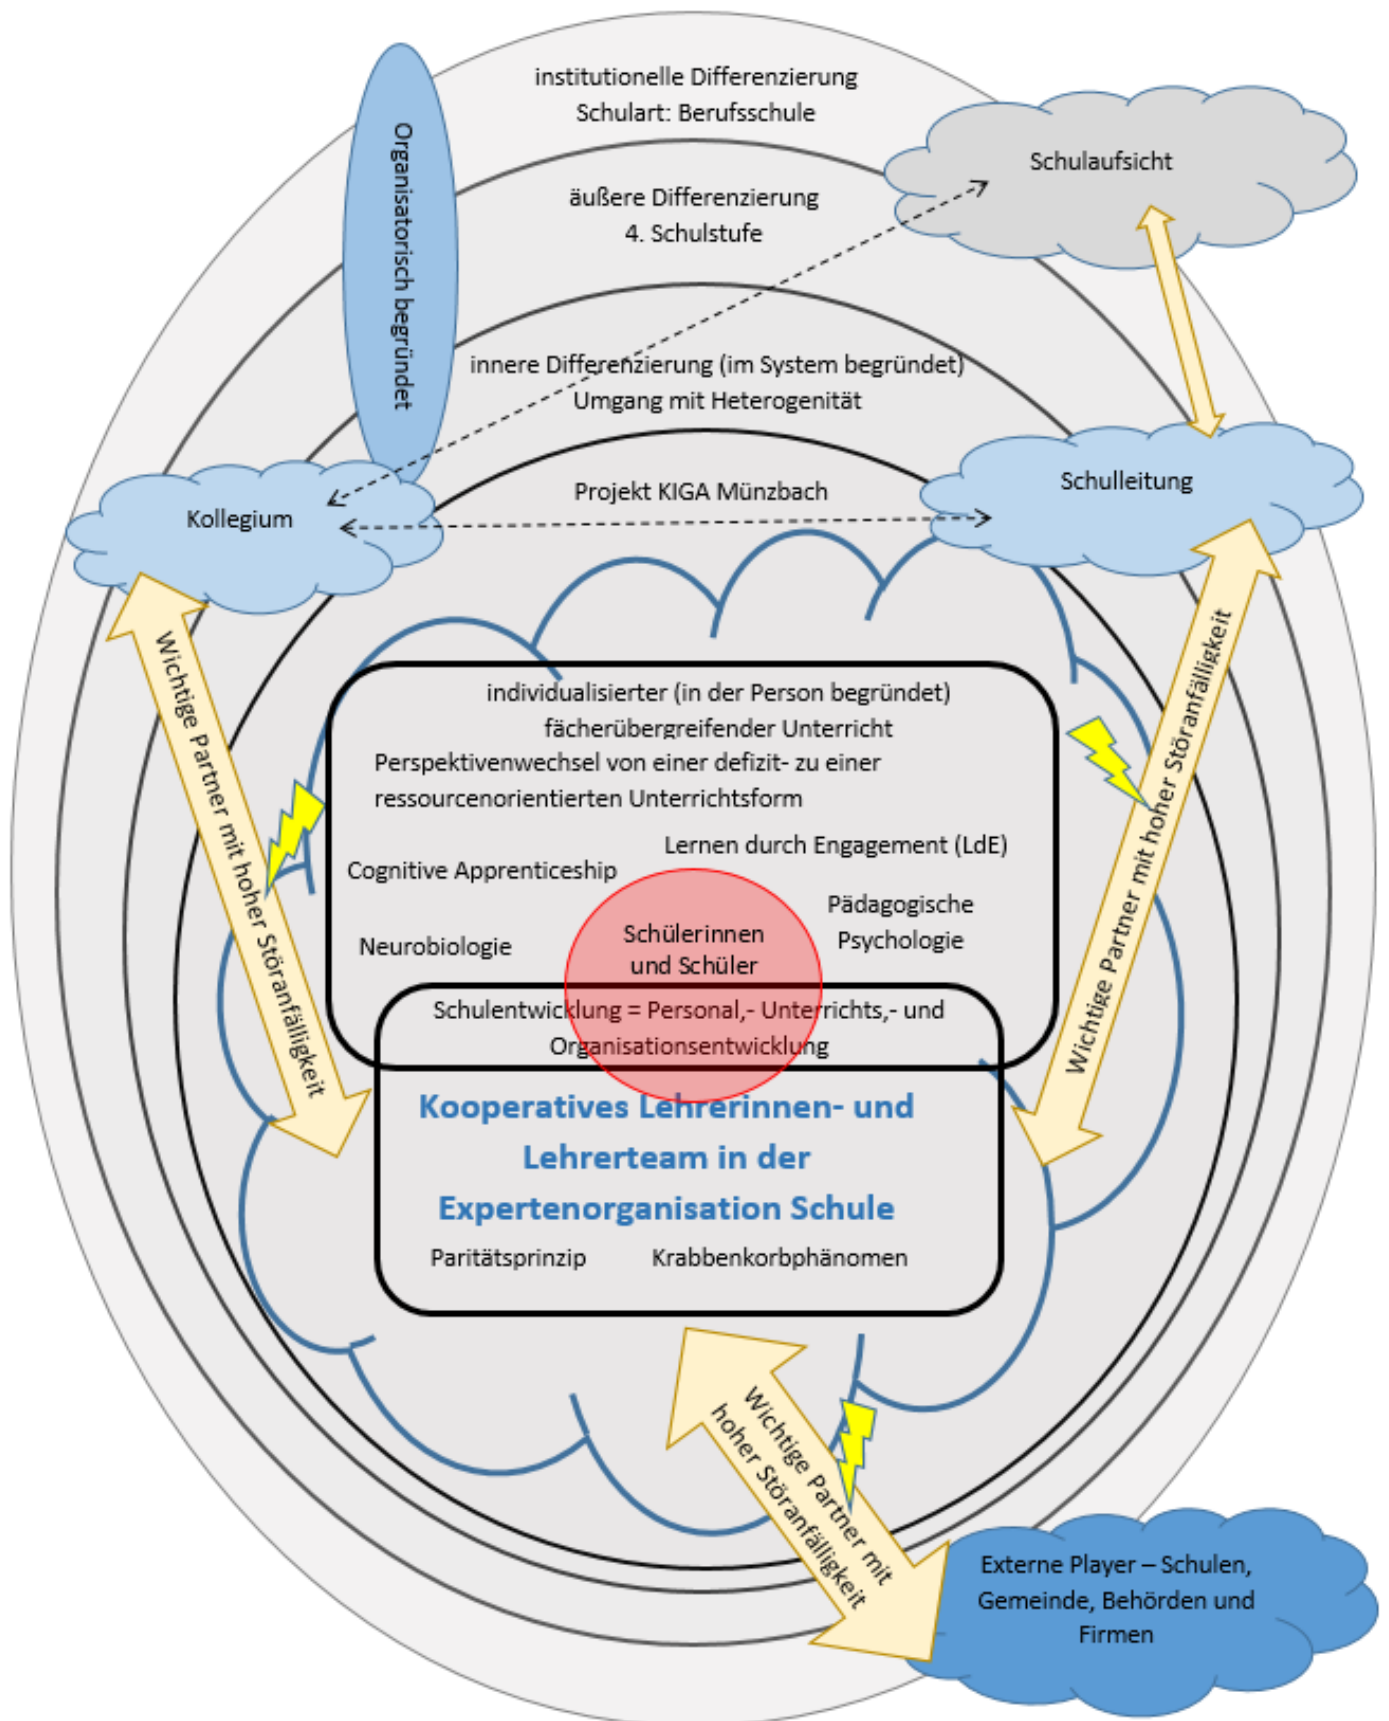 institutionelle Differenzierung
Schulart: Berufsschule
Organisatorisch begründet
Schulaufsicht
äußere Differenzierung
4. Schulstufe
innere Differenzierung (im System begründet)
Umgang mit Heterogenität
Projekt KIGA Münzbach
Schulleitung
Kollegium
Wichtige Partner mit hoher Störanfälligkeit
Wichtige Partner mit hoher Störanfälligkeit
individualisierter (in der Person begründet)
fächerübergreifender Unterricht
Perspektivenwechsel von einer defizit- zu einer
ressourcenorientierten Unterrichtsform
Lernen durch Engagement (LdE)
Cognitive Apprenticeship
Pädagogische
Psychologie
Neurobiologie
Schülerinnen
und Schüler
Schulentwicklung = Personal,- Unterrichts,- und
Organisationsentwicklung
Kooperatives Lehrerinnen- und
Lehrerteam in der
Expertenorganisation Schule
Paritätsprinzip
Krabbenkorbphänomen
Wichtige Partner mit
hoher Störanfälligkeit
Externe Player – Schulen,
Gemeinde, Behörden und
Firmen